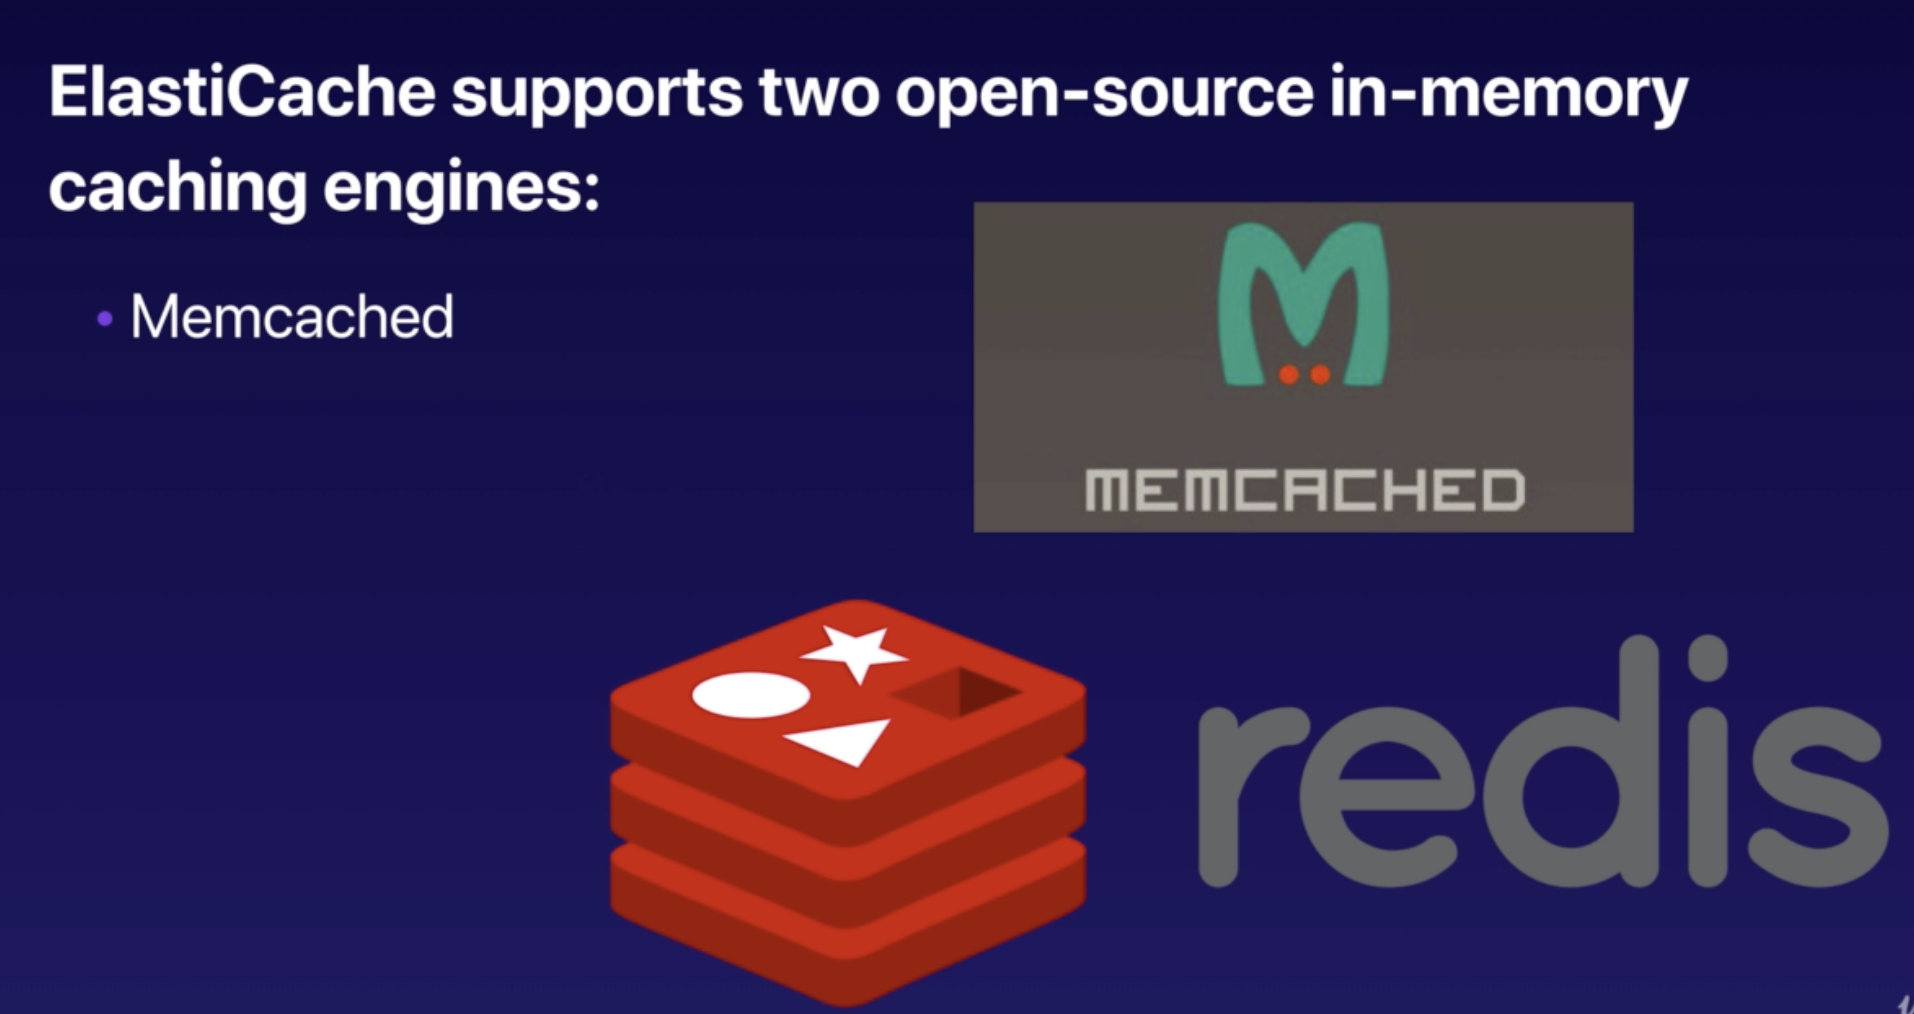 ElastiCache supports two open-source in-memory
caching engines:
• Memcached
MEMCACHED
redis